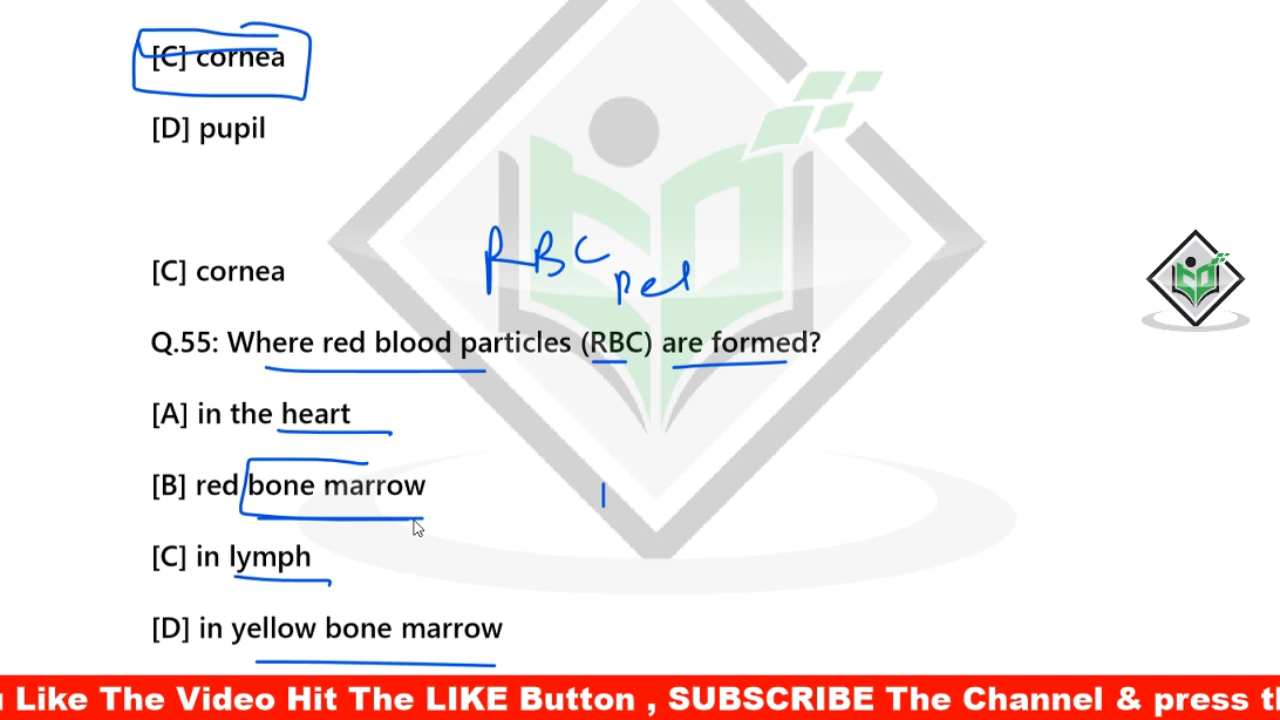 [C] cornea
[D] pupil
[C] cornea
RBC
Q.55: Where red blood particles (RBC) are formed?
[A] in the heart
[B] red bone marrow
[C] in lymph
[D] in yellow bone marrow
Like The Video Hit The LIKE Button , SUBSCRIBE The Channel & press